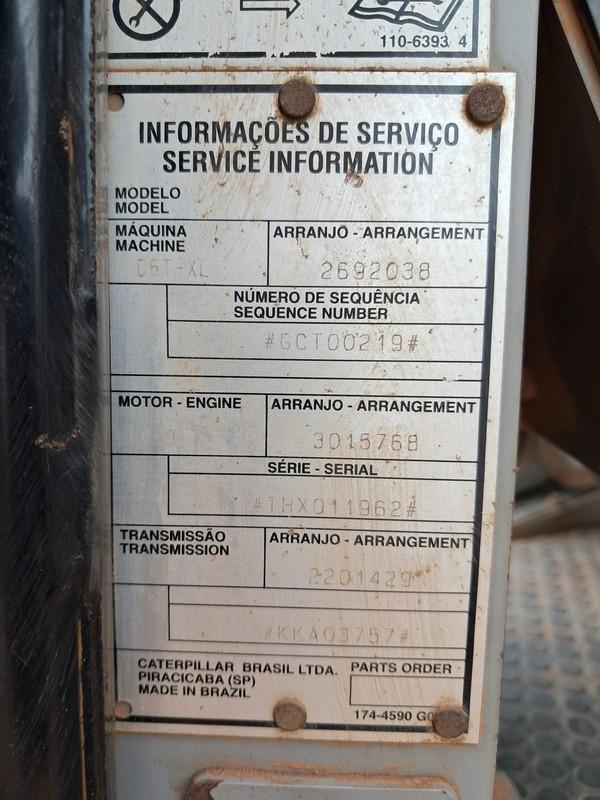 110-6393 4
INFORMAÇÕES DE SERVIÇO
SERVICE INFORMATION
MODELO
MODEL
MÁQUINA
MACHINE
D6T-XL
ARRANJO - ARRANGEMENT
2692038
NÚMERO DE SEQUÊNCIA
SEQUENCE NUMBER
#GCT00219#
MOTOR - ENGINE
ARRANJO - ARRANGEMENT
3015768
SÉRIE - SERIAL
#THX011962#
TRANSMISSÃO
TRANSMISSION
ARRANJO - ARRANGEMENT
2201429
#KKA03757#
CATERPILLAR BRASIL LTDA.
PIRACICABA (SP)
MADE IN BRAZIL
PARTS ORDER
174-4590